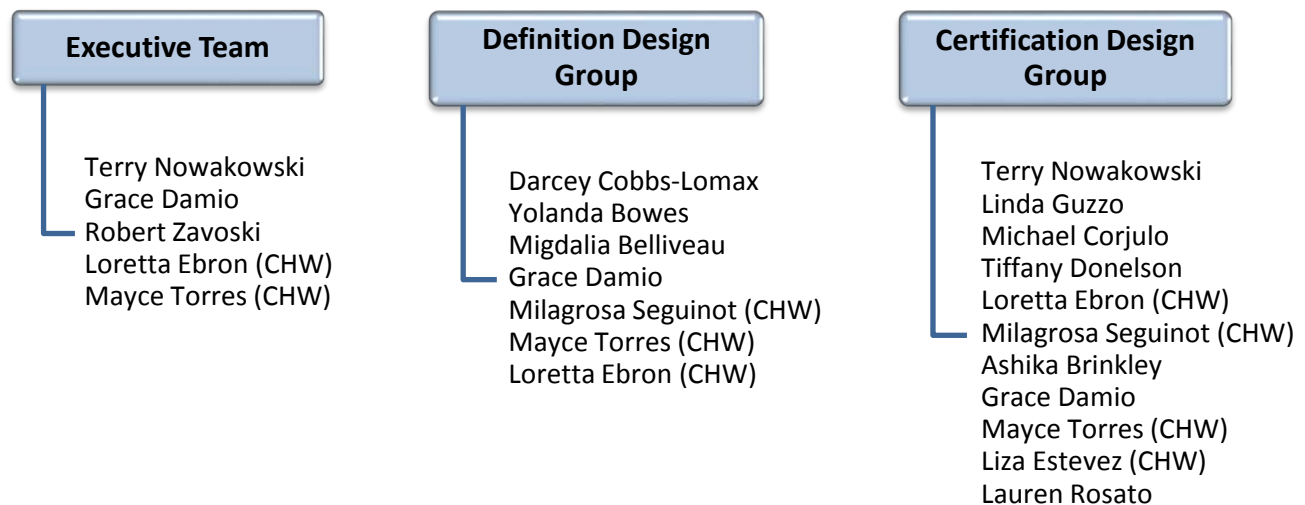 Executive Team
Terry Nowakowski
Grace Damio
Robert Zavoski
Loretta Ebron (CHW)
Mayce Torres (CHW)
Definition Design
Group
Darcey Cobbs-Lomax
Yolanda Bowes
Migdalia Belliveau
Grace Damio
Milagrosa Seguinot (CHW)
Mayce Torres (CHW)
Loretta Ebron (CHW)
Certification Design
Group
Terry Nowakowski
Linda Guzzo
Michael Corjulo
Tiffany Donelson
Loretta Ebron (CHW)
Milagrosa Seguinot (CHW)
Ashika Brinkley
Grace Damio
Mayce Torres (CHW)
Liza Estevez (CHW)
Lauren Rosato